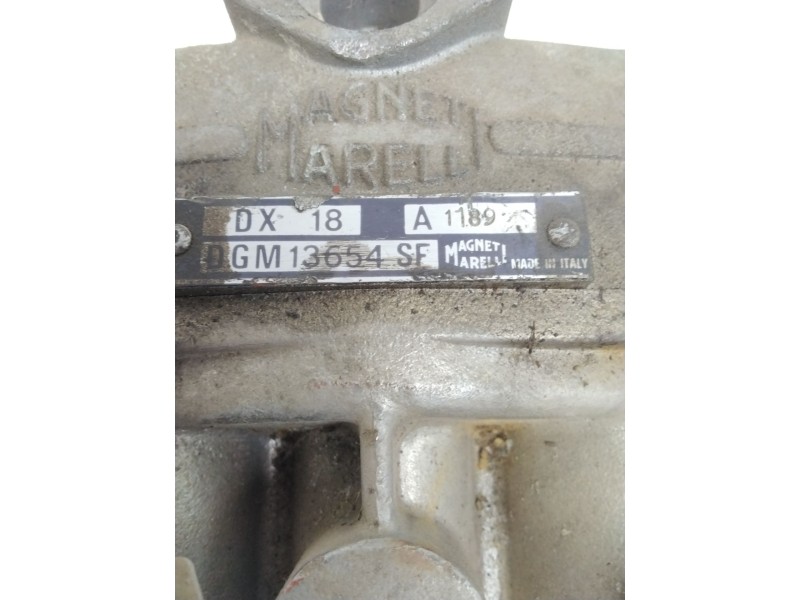 MAGNETI
MARELLI
DX 18 A 1189
DGM 13654 SF MAGNETI
MARELLI MADE IN ITALY